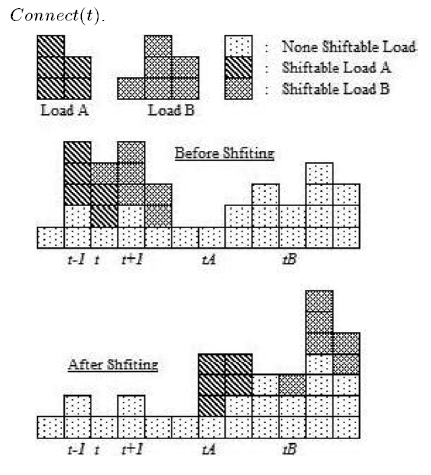 Connect(t).
: None Shiftable Load
: Shiftable Load A
: Shiftable Load B
Load A Load B
Before Shfiting
t-1 t t+1 tA tB
After Shfiting
t-1 t t+1 tA tB